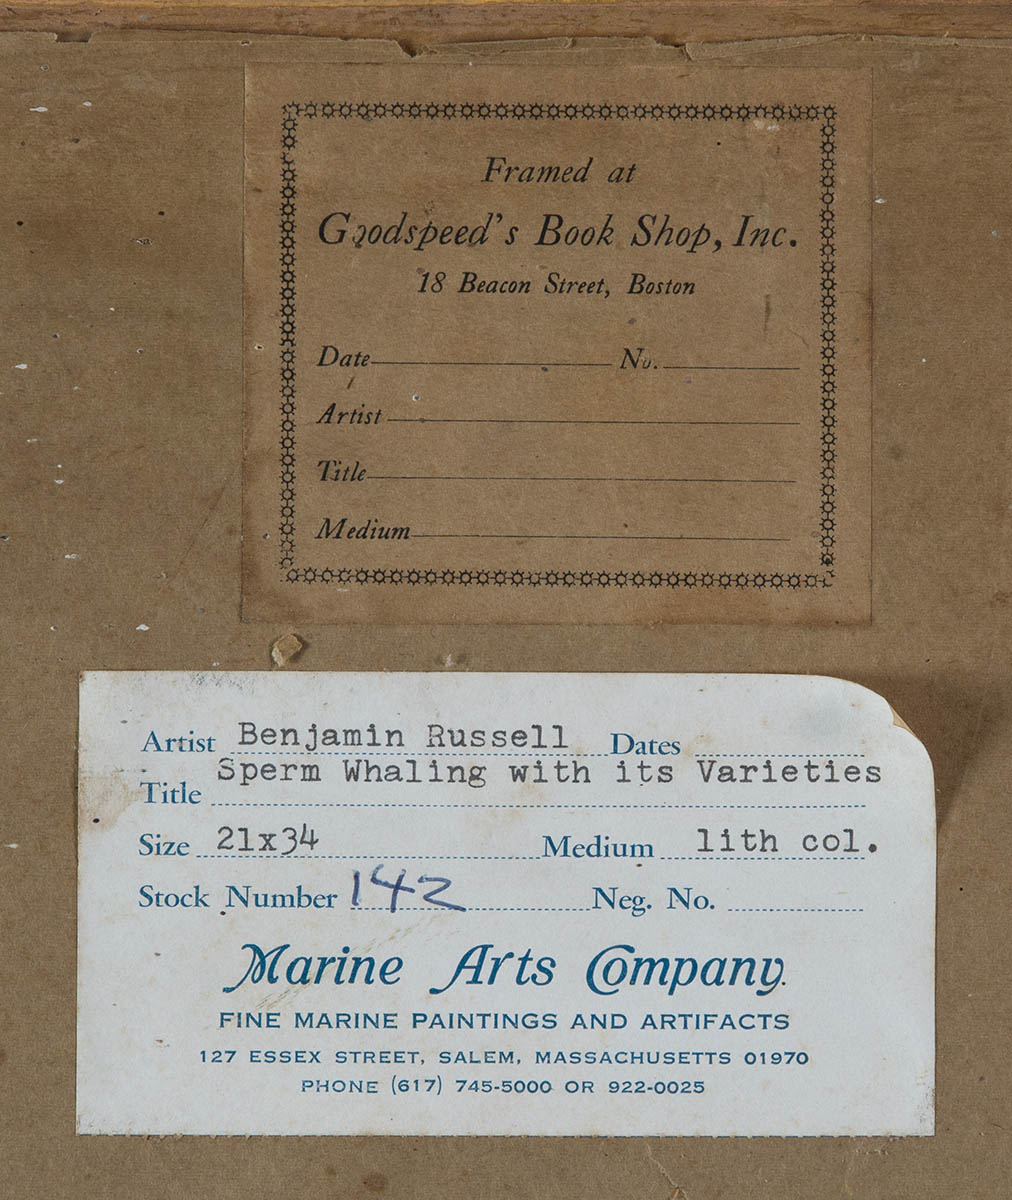 Framed at
Goodspeed's Book Shop, Inc.
18 Beacon Street, Boston
Date No.
Artist
Title
Medium
Artist Benjamin Russell Dates
Title Sperm Whaling with its Varieties
Size 21x34 Medium lith col.
Stock Number 142 Neg. No.
Marine Arts Company.
FINE MARINE PAINTINGS AND ARTIFACTS
127 ESSEX STREET, SALEM, MASSACHUSETTS 01970
PHONE (617) 745-5000 OR 922-0025